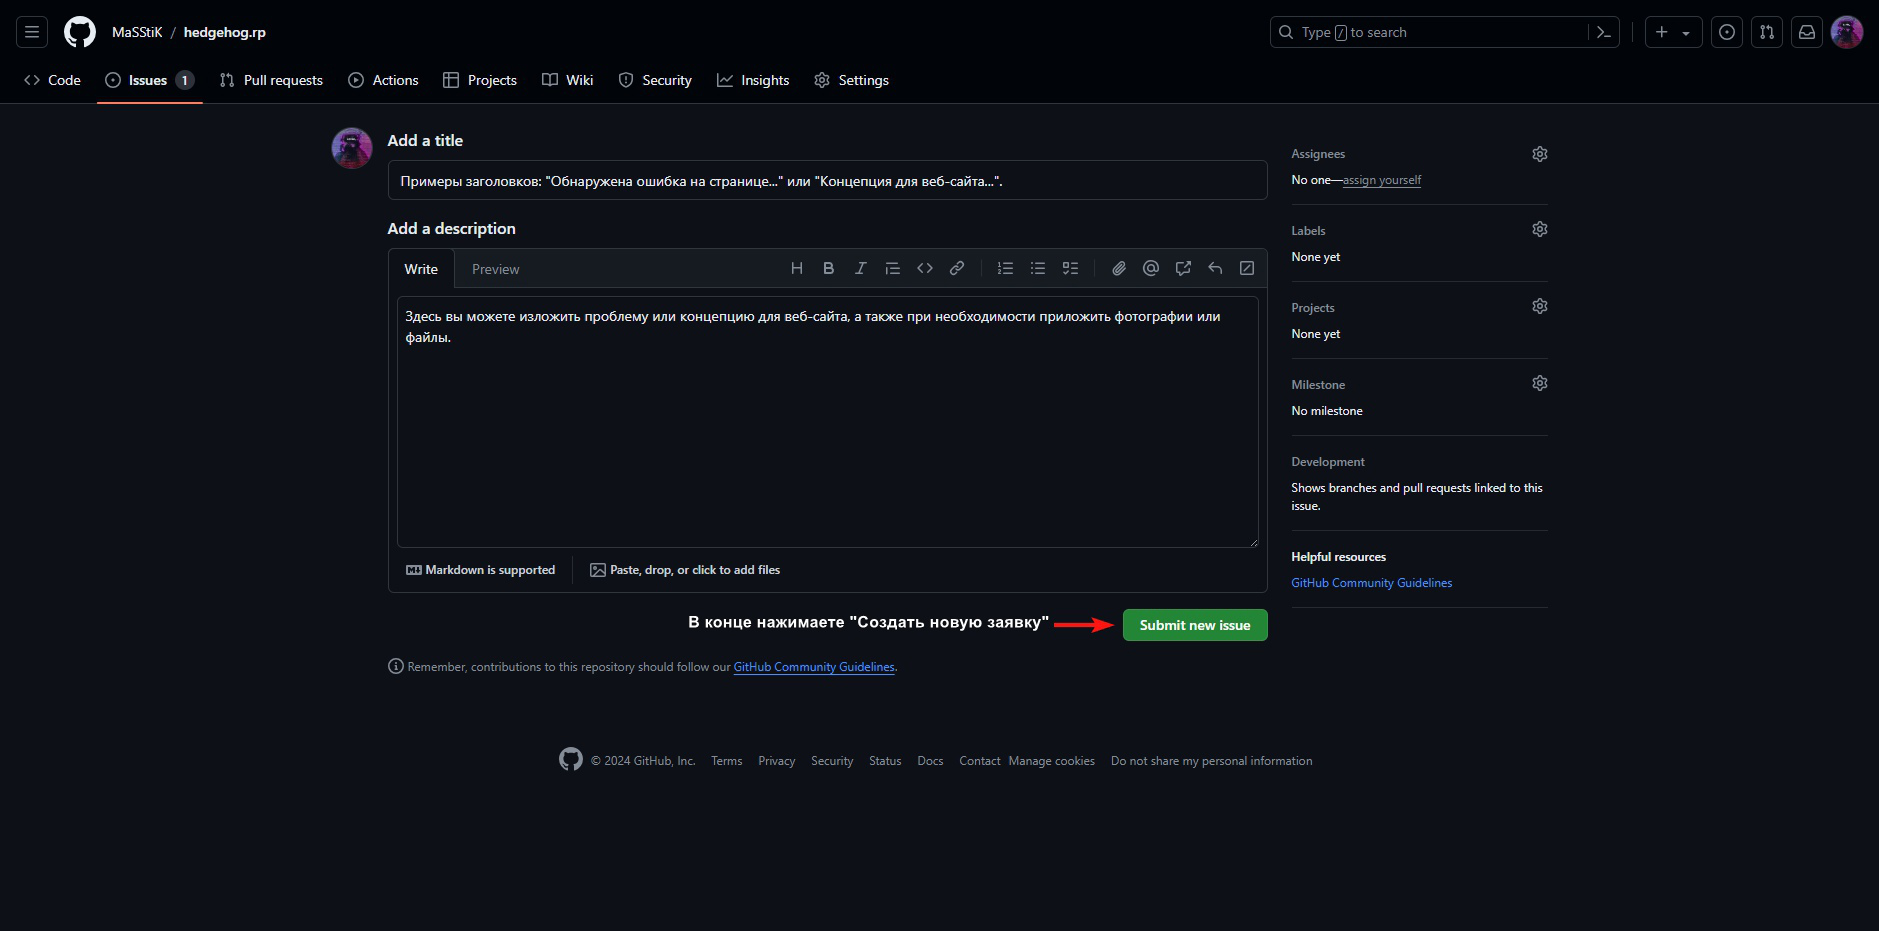 MaSStiK / hedgehog.rp
Type / to search
Code
Issues 1
Pull requests
Actions
Projects
Wiki
Security
Insights
Settings
Add a title
Примеры заголовков: "Обнаружена ошибка на странице..." или "Концепция для веб-сайта...".
Add a description
Write
Preview
Здесь вы можете изложить проблему или концепцию для веб-сайта, а также при необходимости приложить фотографии или
файлы.
Markdown is supported
Paste, drop, or click to add files
В конце нажимаете "Создать новую заявку"
Submit new issue
Remember, contributions to this repository should follow our GitHub Community Guidelines.
Assignees
No one—assign yourself
Labels
None yet
Projects
None yet
Milestone
No milestone
Development
Shows branches and pull requests linked to this
issue.
Helpful resources
GitHub Community Guidelines
© 2024 GitHub, Inc.
Terms
Privacy
Security
Status
Docs
Contact
Manage cookies
Do not share my personal information